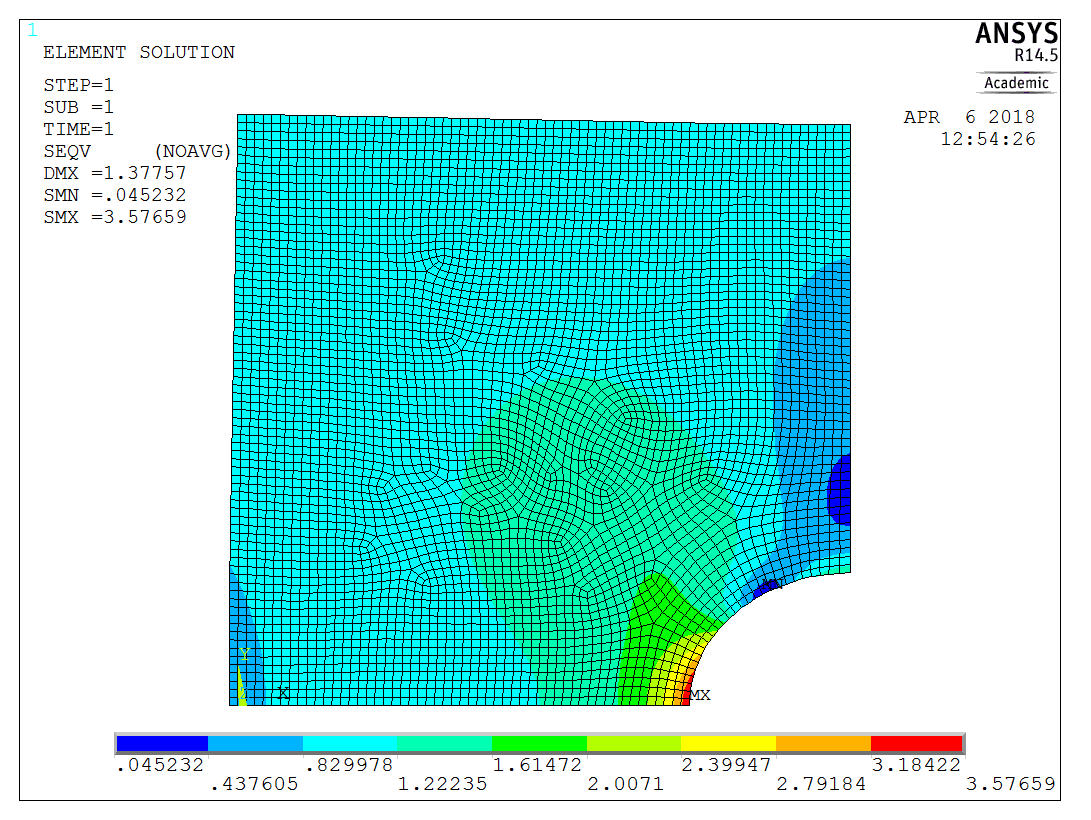 1
ELEMENT SOLUTION
STEP=1
SUB =1
TIME=1
SEQV (NOAVG)
DMX =1.37757
SMN =.045232
SMX =3.57659
ANSYS
R14.5
Academic
APR 6 2018
12:54:26
Y
X
MX
.045232 .829978 1.61472 2.39947 3.18422
.437605 1.22235 2.0071 2.79184 3.57659